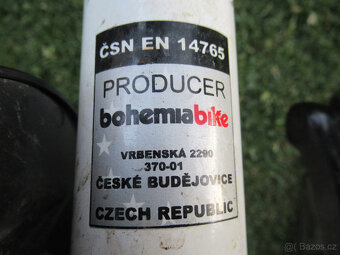 ČSN EN 14765
PRODUCER
bohemiabike
VRBENSKÁ 2290
370-01
ČESKÉ BUDĚJOVICE
CZECH REPUBLIC
Bazos.cz